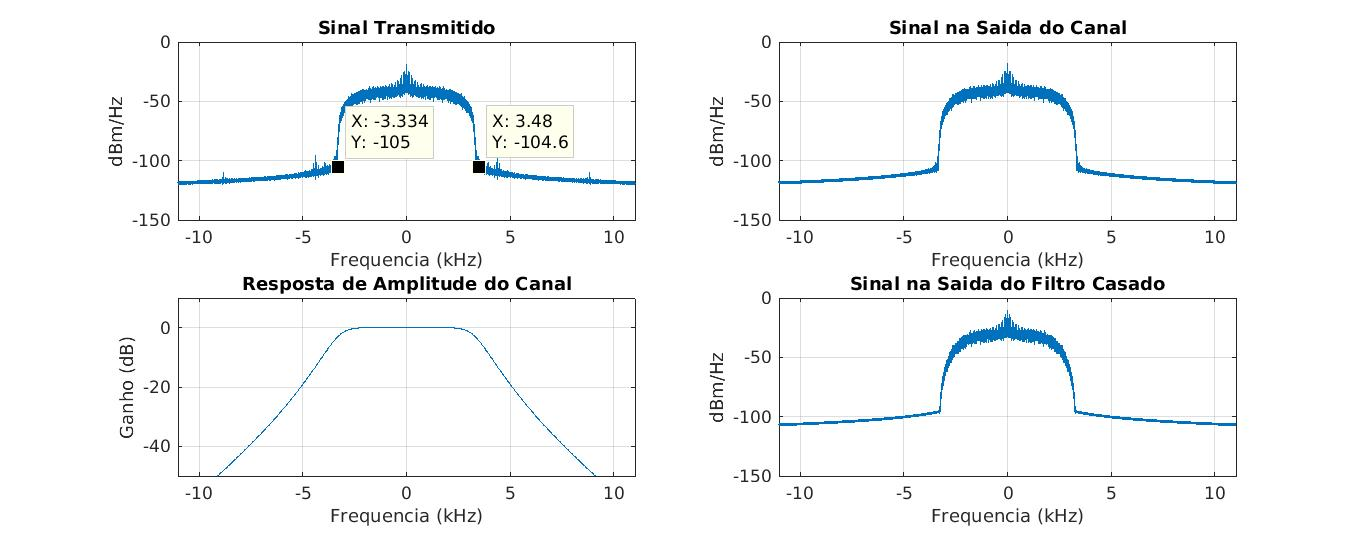 Sinal Transmitido
0
-50
-100
-150
dBm/Hz
X: -3.334
Y: -105
X: 3.48
Y: -104.6
-10 -5 0 5 10
Frequencia (kHz)
Sinal na Saida do Canal
0
-50
-100
-150
dBm/Hz
-10 -5 0 5 10
Frequencia (kHz)
Resposta de Amplitude do Canal
0
-20
-40
Ganho (dB)
-10 -5 0 5 10
Frequencia (kHz)
Sinal na Saida do Filtro Casado
0
-50
-100
-150
dBm/Hz
-10 -5 0 5 10
Frequencia (kHz)